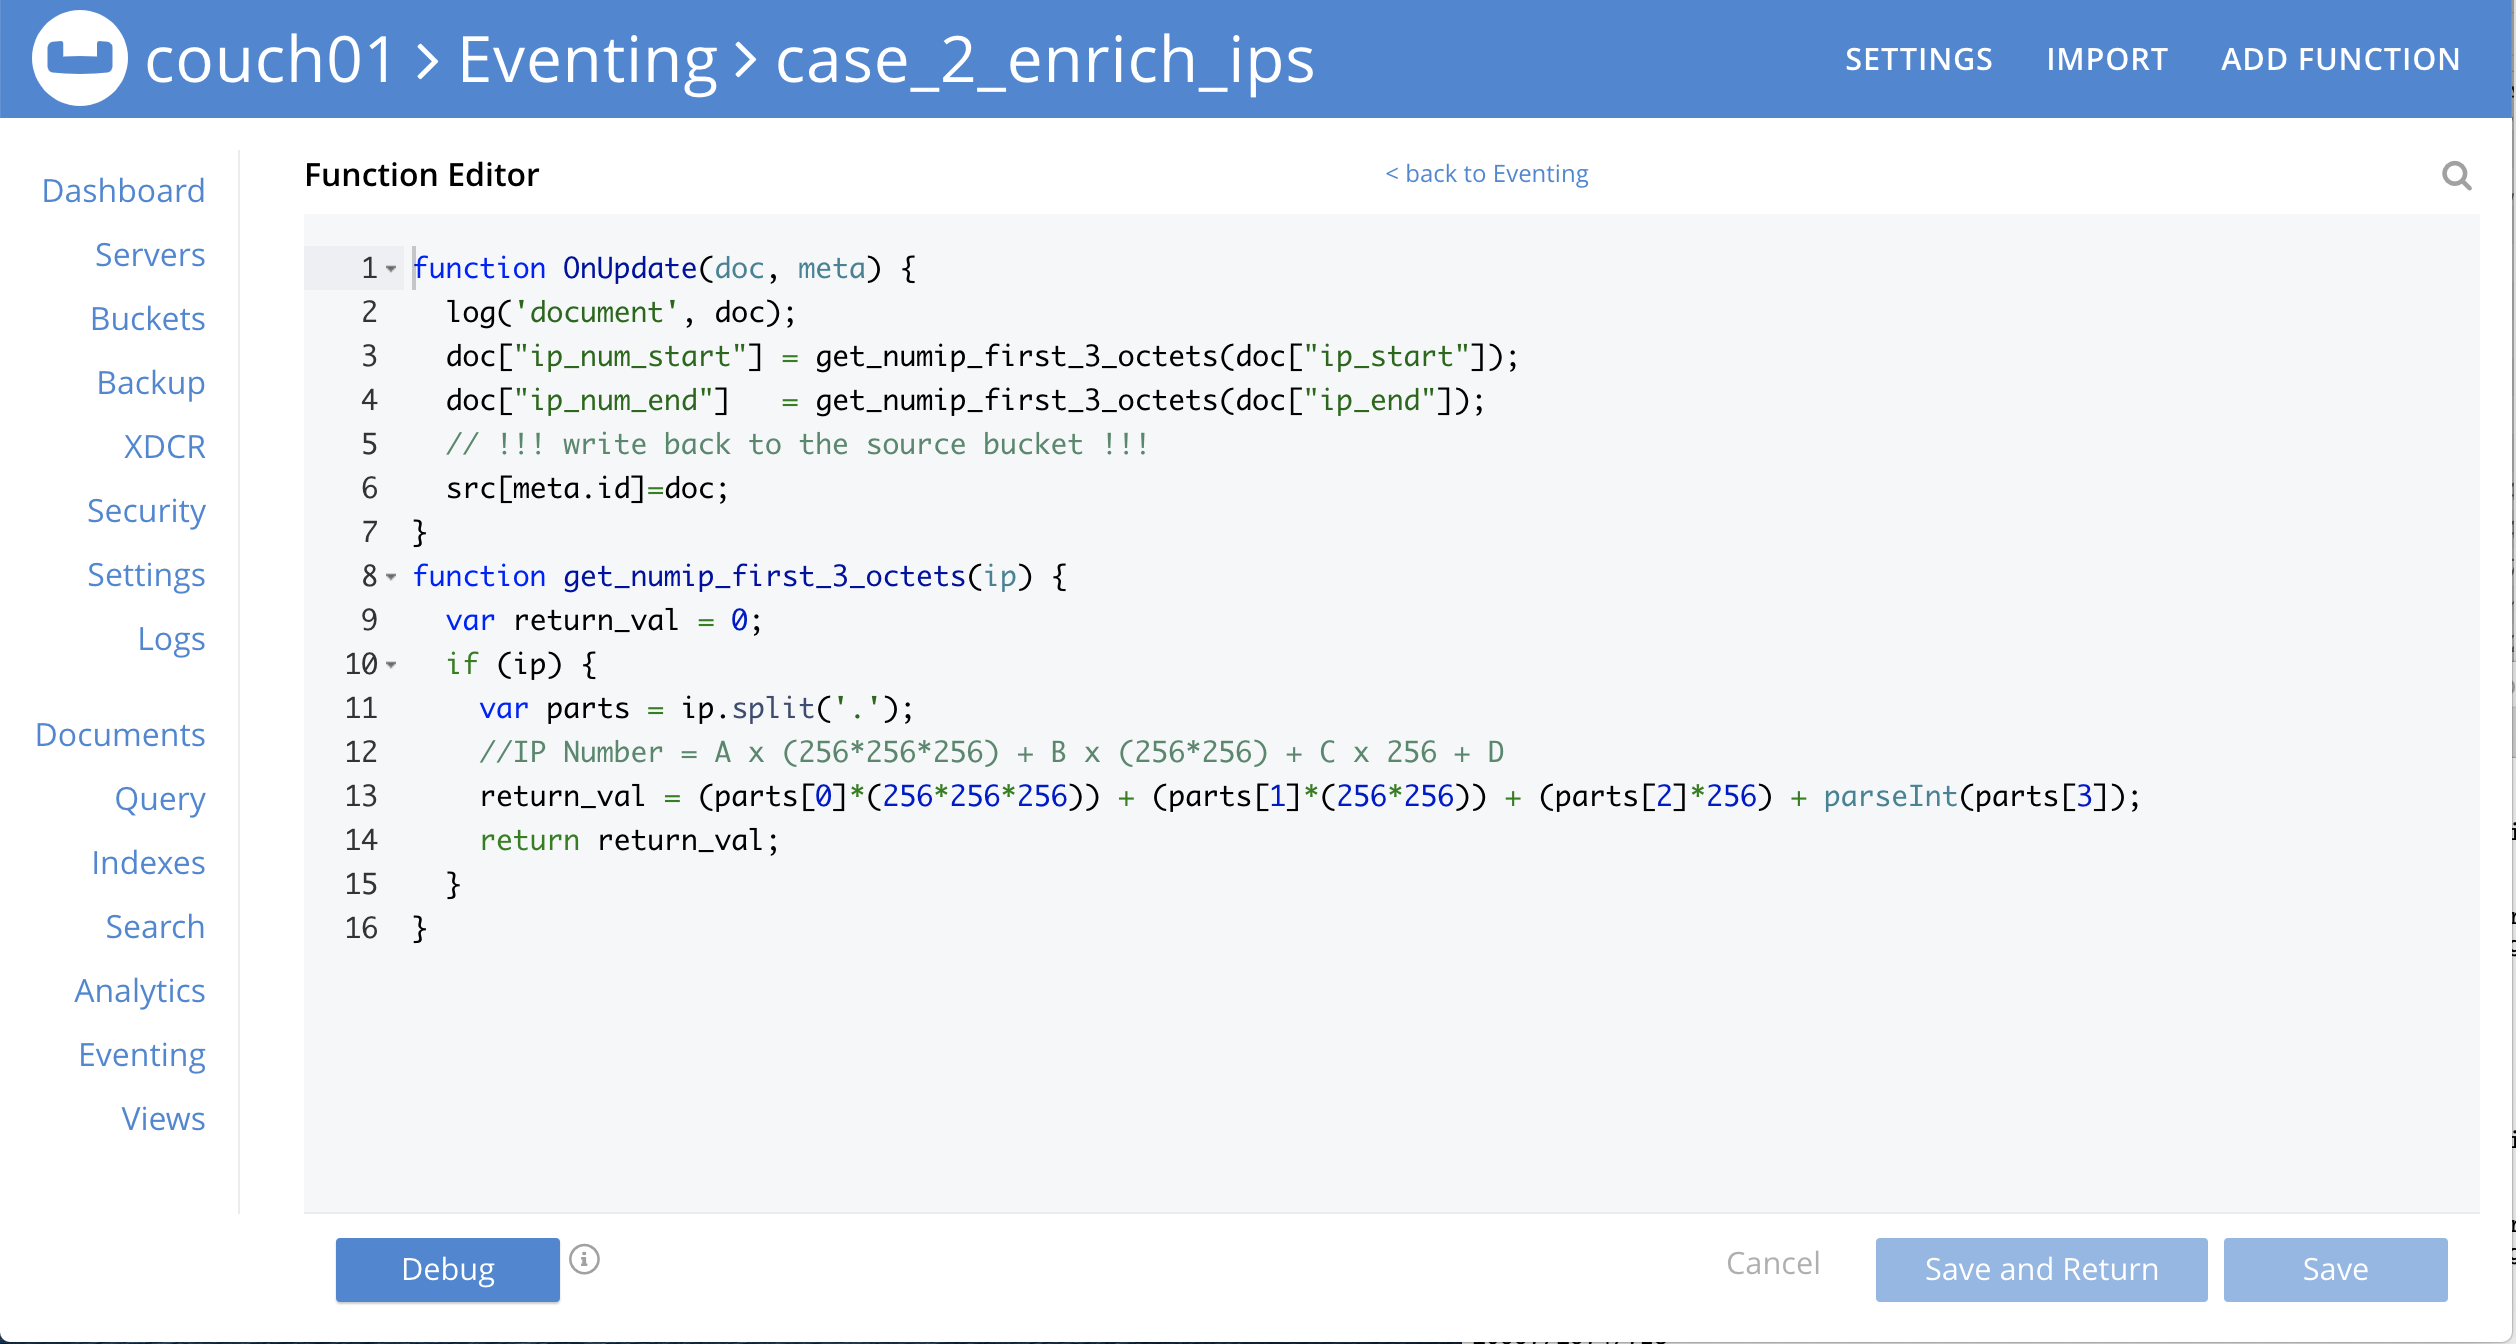 couch01 > Eventing > case_2_enrich_ips
SETTINGS IMPORT ADD FUNCTION
Dashboard
Servers
Buckets
Backup
XDCR
Security
Settings
Logs
Documents
Query
Indexes
Search
Analytics
Eventing
Views
Function Editor
< back to Eventing
1 function OnUpdate(doc, meta) {
2 log('document', doc);
3 doc["ip_num_start"] = get_numip_first_3_octets(doc["ip_start"]);
4 doc["ip_num_end"]   = get_numip_first_3_octets(doc["ip_end"]);
5 // !!! write back to the source bucket !!!
6 src[meta.id]=doc;
7 }
8 function get_numip_first_3_octets(ip) {
9 var return_val = 0;
10 if (ip) {
11 var parts = ip.split('.');
12 //IP Number = A x (256*256*256) + B x (256*256) + C x 256 + D
13 return_val = (parts[0]*(256*256*256)) + (parts[1]*(256*256)) + (parts[2]*256) + parseInt(parts[3]);
14 return return_val;
15 }
16 }
Debug
Cancel
Save and Return
Save